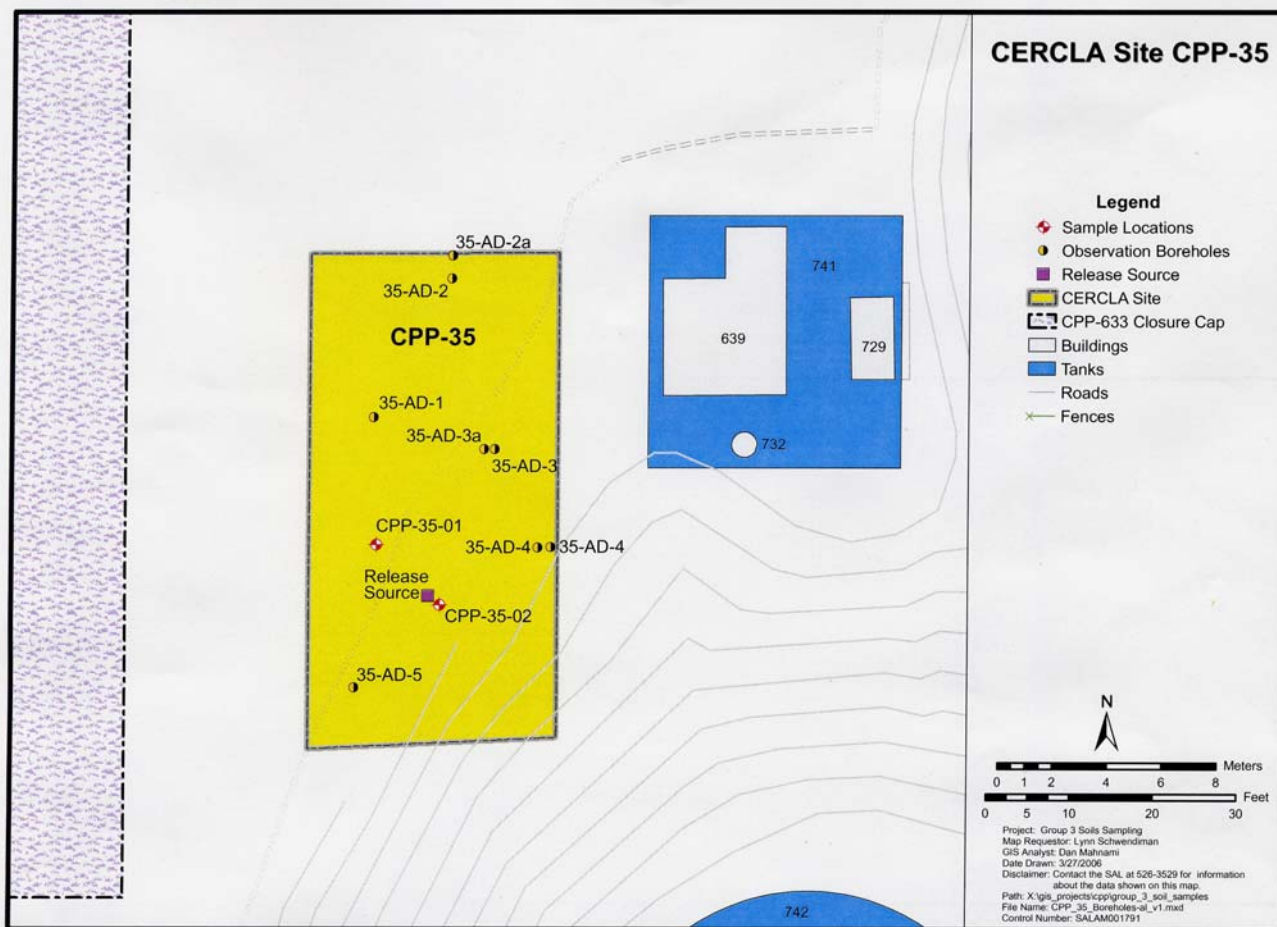 CERCLA Site CPP-35
Legend
Sample Locations
Observation Boreholes
Release Source
CERCLA Site
CPP-633 Closure Cap
Buildings
Tanks
Roads
Fences
35-AD-2a
35-AD-2
CPP-35
35-AD-1
35-AD-3a
35-AD-3
CPP-35-01
35-AD-4
35-AD-4
Release
Source
CPP-35-02
35-AD-5
741
639
729
732
742
N
Meters
0 1 2 4 6 8
Feet
0 5 10 20 30
Project: Group 3 Soils Sampling
Map Requestor: Lynn Schwendiman
GIS Analyst: Dan Mahnami
Date Drawn: 3/27/2006
Disclaimer: Contact the SAL at 526-3529 for information
about the data shown on this map.
Path: X:\gis_projects\cpp\group_3_soil_samples
File Name: CPP_35_Boreholes-al_v1.mxd
Control Number: SALAM001791